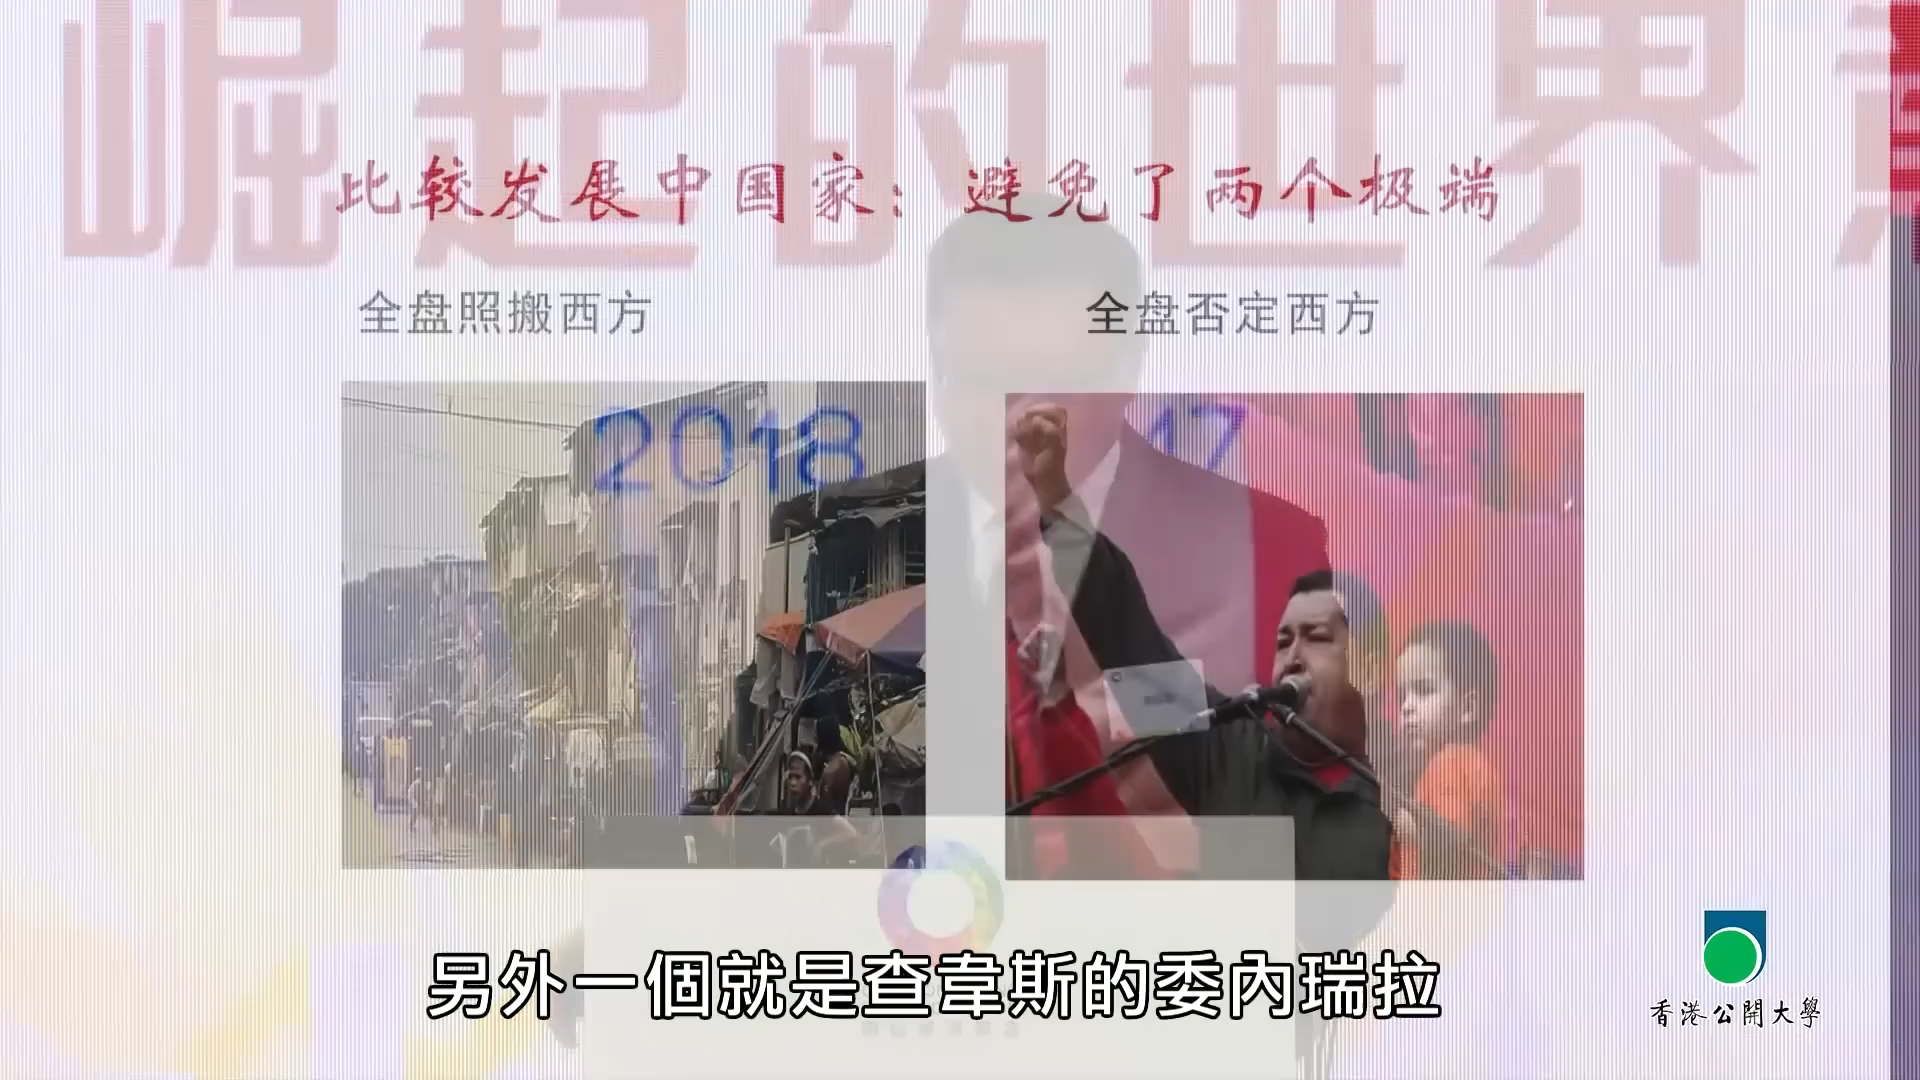 崛起的世界
比较发展中国家：避免了两个极端
全盘照搬西方
全盘否定西方
2018
17
另外一個就是查韋斯的委內瑞拉
香港公開大學